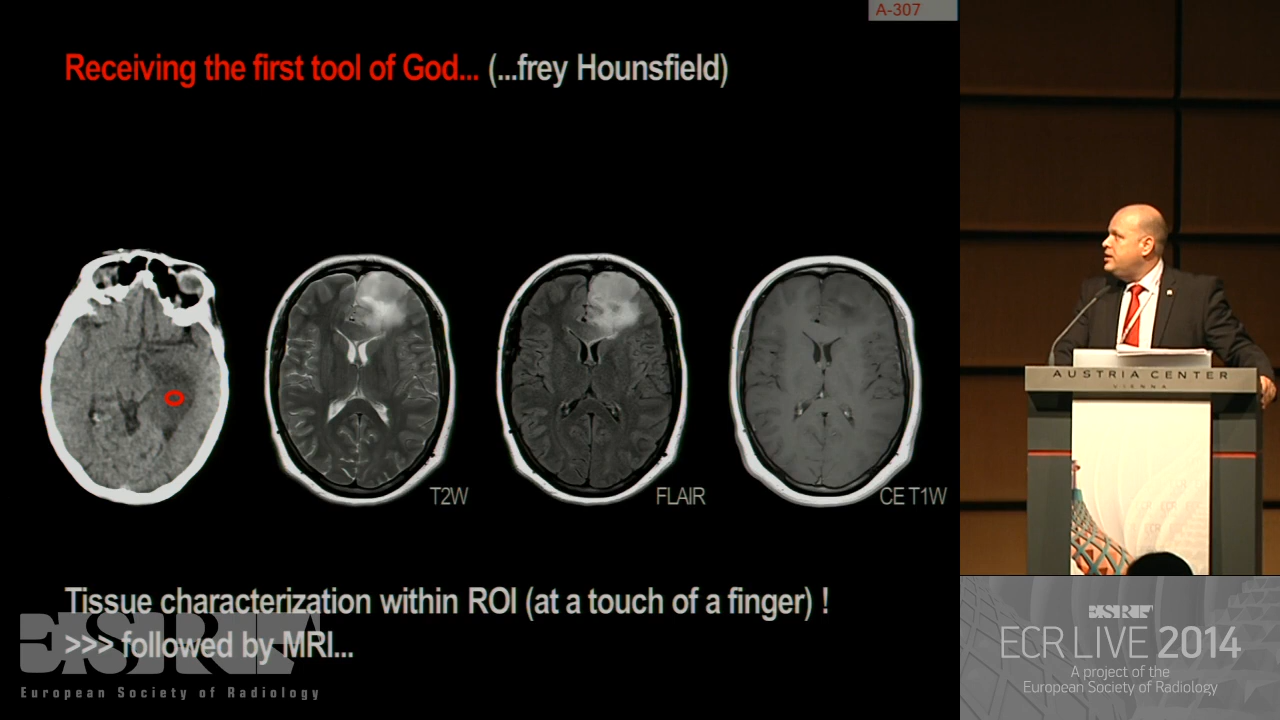 A-307
Receiving the first tool of God... (...frey Hounsfield)
T2W
FLAIR
CE T1W
Tissue characterization within ROI (at a touch of a finger) !
>>> followed by MRI...
ESR
European Society of Radiology
AUSTRIA CENTER
VIENNA
ESR
ECR LIVE 2014
A project of the
European Society of Radiology